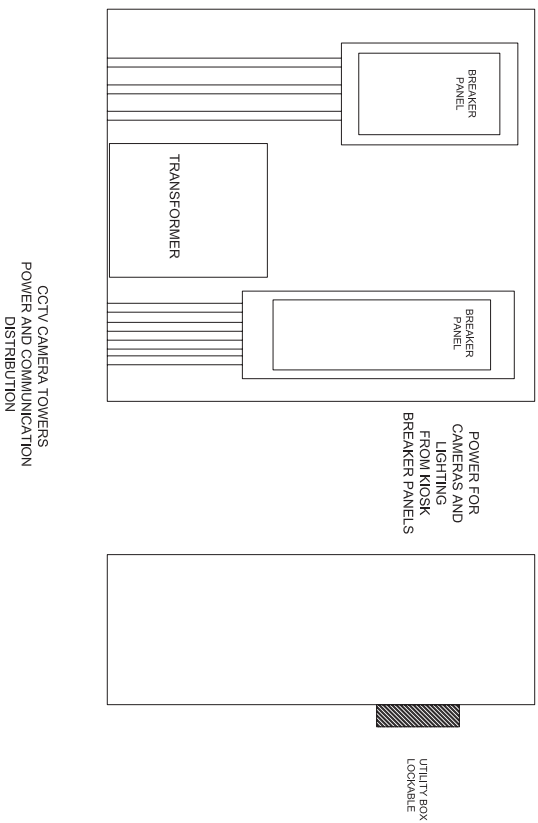 BREAKER
PANEL
TRANSFORMER
BREAKER
PANEL
POWER FOR
CAMERAS AND
LIGHTING
FROM KIOSK
BREAKER PANELS
UTILITY BOX
LOCKABLE
CCTV CAMERA TOWERS
POWER AND COMMUNICATION
DISTRIBUTION